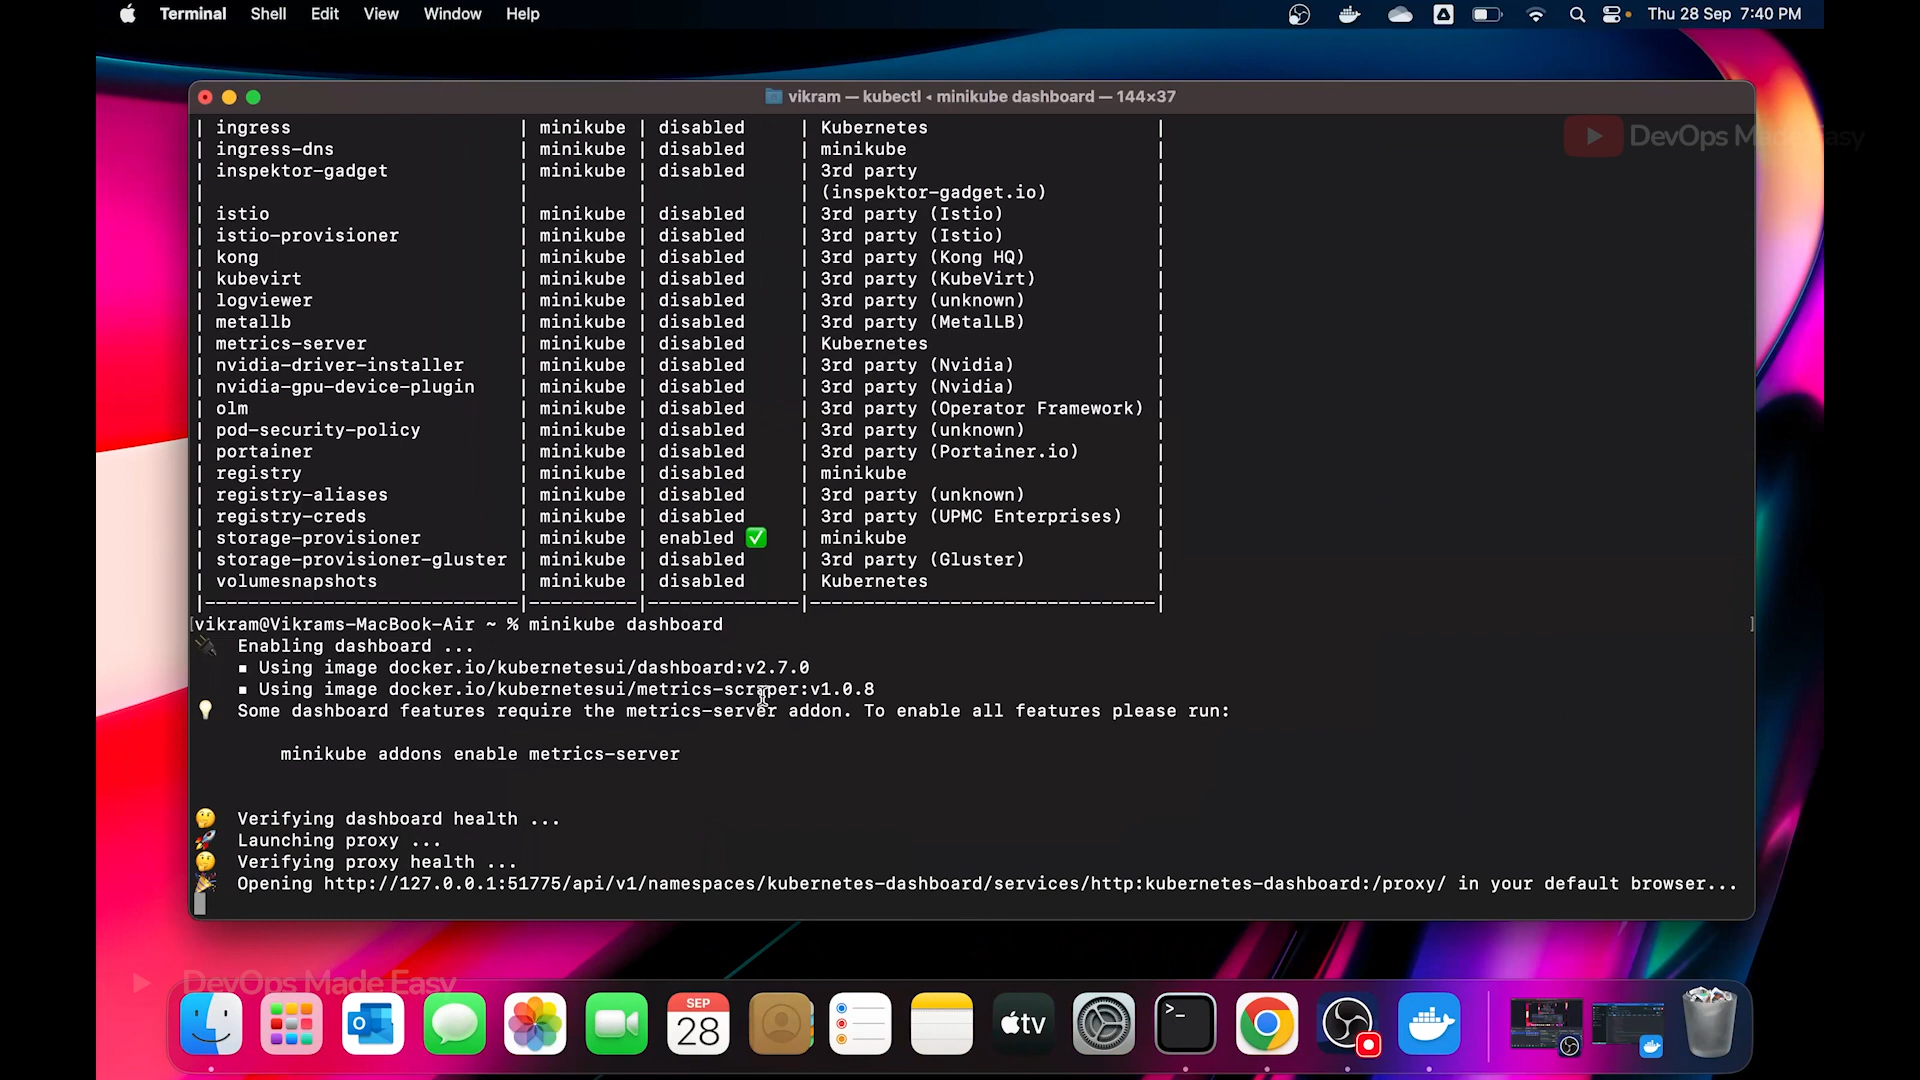 Terminal Shell Edit View Window Help Thu 28 Sep 7:40 PM
vikram — kubectl ◂ minikube dashboard — 144×37
DevOps Made Easy
| ingress | minikube | disabled | Kubernetes |
| ingress-dns | minikube | disabled | minikube |
| inspektor-gadget | minikube | disabled | 3rd party |
| | | | (inspektor-gadget.io) |
| istio | minikube | disabled | 3rd party (Istio) |
| istio-provisioner | minikube | disabled | 3rd party (Istio) |
| kong | minikube | disabled | 3rd party (Kong HQ) |
| kubevirt | minikube | disabled | 3rd party (KubeVirt) |
| logviewer | minikube | disabled | 3rd party (unknown) |
| metallb | minikube | disabled | 3rd party (MetalLB) |
| metrics-server | minikube | disabled | Kubernetes |
| nvidia-driver-installer | minikube | disabled | 3rd party (Nvidia) |
| nvidia-gpu-device-plugin | minikube | disabled | 3rd party (Nvidia) |
| olm | minikube | disabled | 3rd party (Operator Framework) |
| pod-security-policy | minikube | disabled | 3rd party (unknown) |
| portainer | minikube | disabled | 3rd party (Portainer.io) |
| registry | minikube | disabled | minikube |
| registry-aliases | minikube | disabled | 3rd party (unknown) |
| registry-creds | minikube | disabled | 3rd party (UPMC Enterprises) |
| storage-provisioner | minikube | enabled ✅ | minikube |
| storage-provisioner-gluster | minikube | disabled | 3rd party (Gluster) |
| volumesnapshots | minikube | disabled | Kubernetes |
|-----------------------------|----------|--------------|--------------------------------|
[vikram@Vikrams-MacBook-Air ~ % minikube dashboard ]
🔌 Enabling dashboard ...
▪ Using image docker.io/kubernetesui/dashboard:v2.7.0
▪ Using image docker.io/kubernetesui/metrics-scraper:v1.0.8
💡 Some dashboard features require the metrics-server addon. To enable all features please run:
minikube addons enable metrics-server
🤔 Verifying dashboard health ...
🚀 Launching proxy ...
🤔 Verifying proxy health ...
🎉 Opening http://127.0.0.1:51775/api/v1/namespaces/kubernetes-dashboard/services/http:kubernetes-dashboard:/proxy/ in your default browser...
DevOps Made Easy
SEP
28
tv
>_